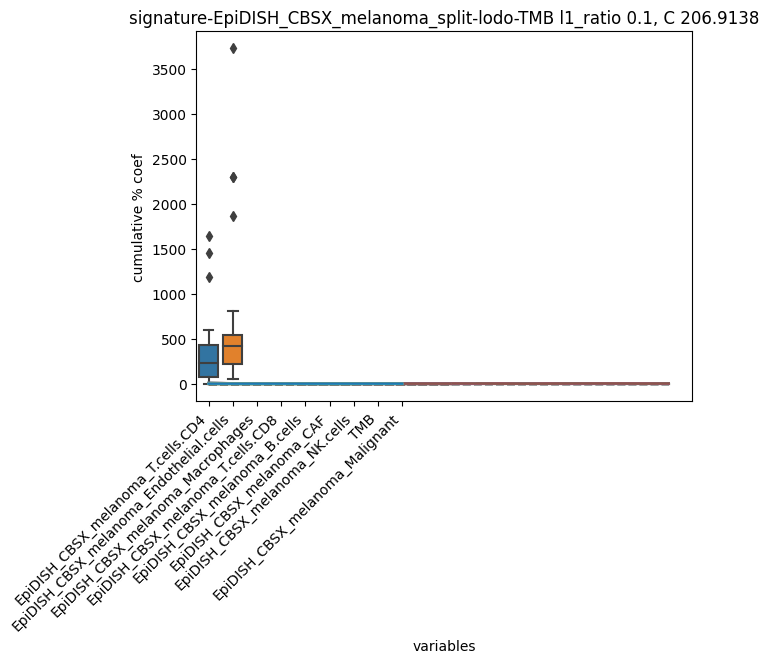 signature-EpiDISH_CBSX_melanoma_split-lodo-TMB l1_ratio 0.1, C 206.9138
cumulative % coef
3500
3000
2500
2000
1500
1000
500
0
EpiDISH_CBSX_melanoma_T.cells.CD4
EpiDISH_CBSX_melanoma_Endothelial.cells
EpiDISH_CBSX_melanoma_Macrophages
EpiDISH_CBSX_melanoma_T.cells.CD8
EpiDISH_CBSX_melanoma_B.cells
EpiDISH_CBSX_melanoma_CAF
EpiDISH_CBSX_melanoma_NK.cells
TMB
EpiDISH_CBSX_melanoma_Malignant
variables